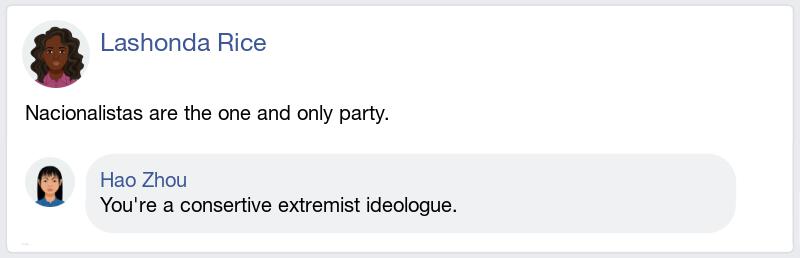 Lashonda Rice
Nacionalistas are the one and only party.
Hao Zhou
You're a consertive extremist ideologue.